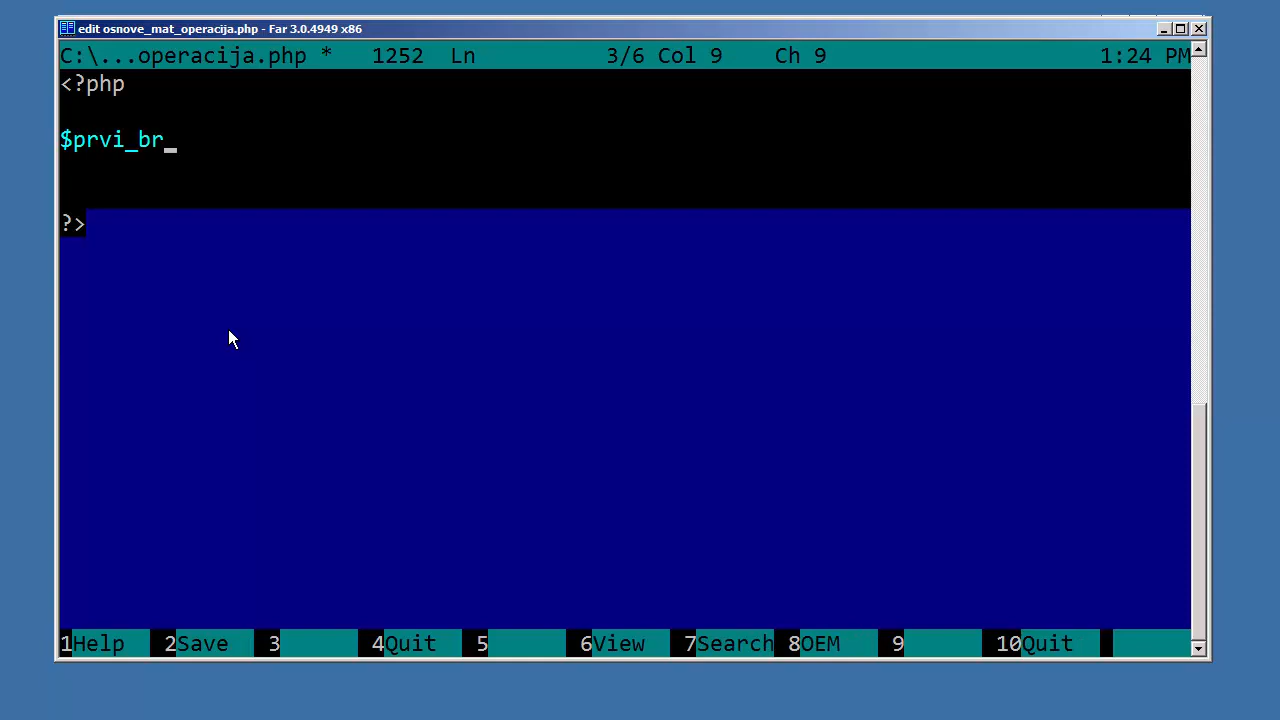 edit osnove_mat_operacija.php - Far 3.0.4949 x86
C:\...operacija.php * 1252 Ln 3/6 Col 9 Ch 9 1:24 PM
<?php
$prvi_br_
?>
1Help 2Save 3 4Quit 5 6View 7Search 8OEM 9 10Quit